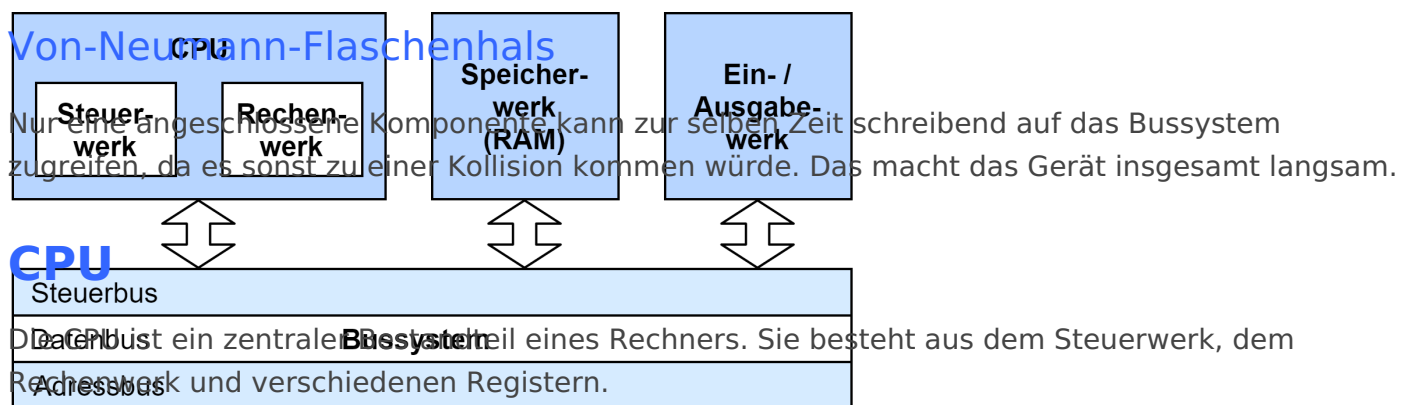 Von-Neumann-Flaschenhals
CPU
Steuer-
werk
Rechen-
werk
Speicher-
werk
(RAM)
Ein- /
Ausgabe-
werk
Nur eine angeschlossene Komponente kann zur selben Zeit schreibend auf das Bussystem
zugreifen, da es sonst zu einer Kollision kommen würde. Das macht das Gerät insgesamt langsam.
CPU
Steuerbus
Datenbus
Bussystem
Adressbus
Die CPU ist ein zentraler Bestandteil eines Rechners. Sie besteht aus dem Steuerwerk, dem
Rechenwerk und verschiedenen Registern.